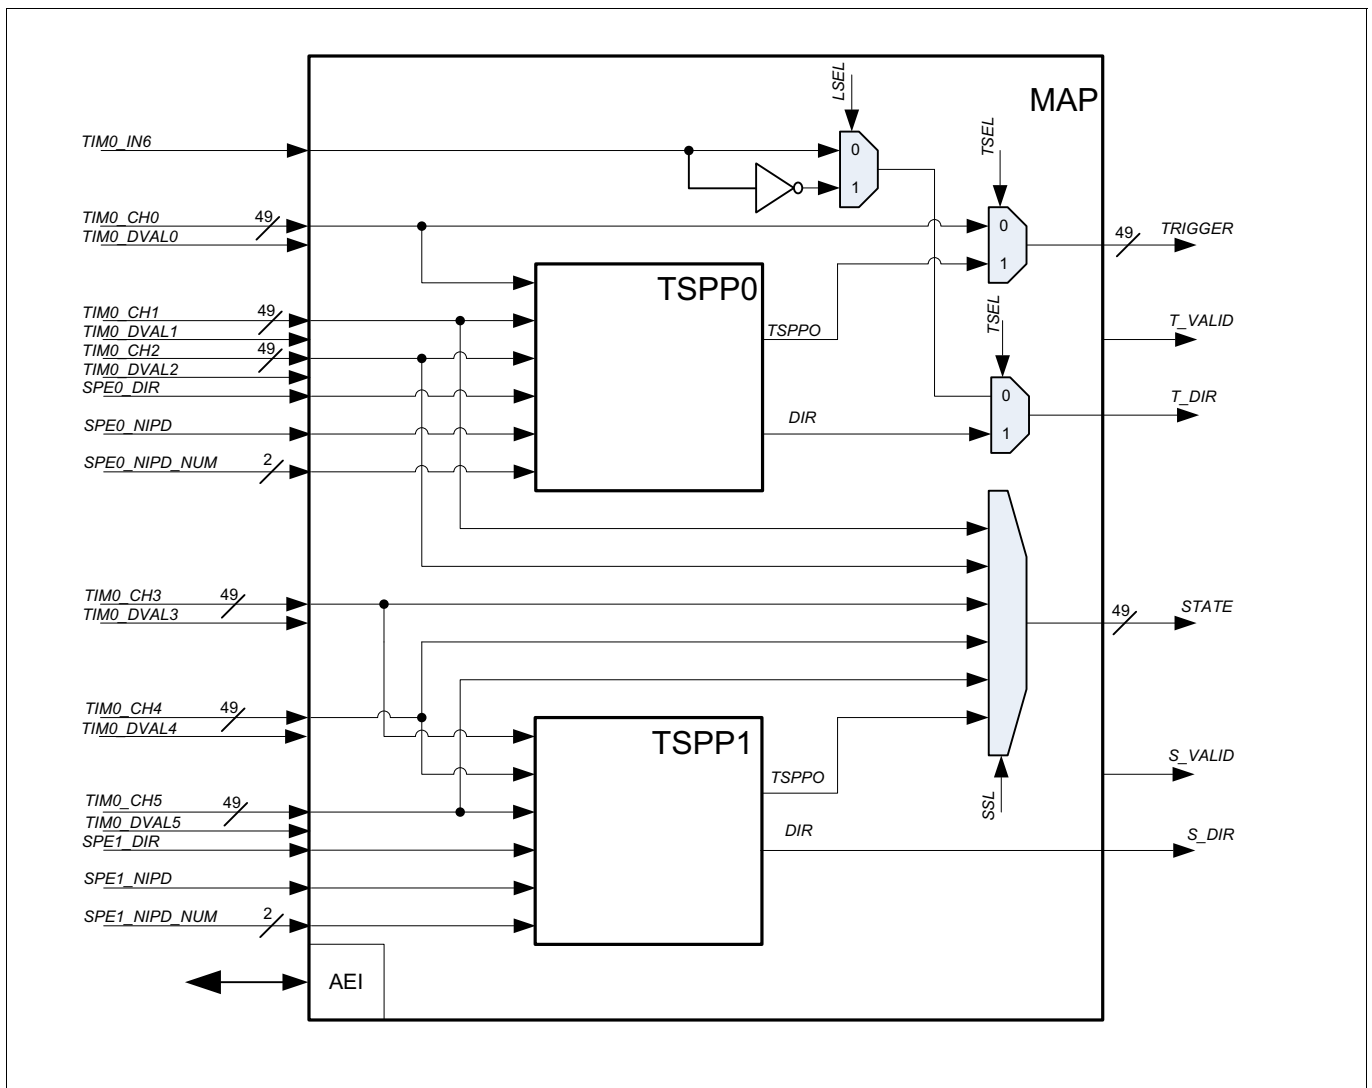 MAP
LSEL
TSEL
TIM0_IN6
0
1
TIM0_CH0
49
TIM0_DVAL0
0
1
49
TRIGGER
TSPP0
TIM0_CH1
49
TIM0_DVAL1
TIM0_CH2
49
TIM0_DVAL2
SPE0_DIR
SPE0_NIPD
SPE0_NIPD_NUM
2
TSPPO
DIR
TSEL
0
1
T_VALID
T_DIR
TIM0_CH3
49
TIM0_DVAL3
49
STATE
TIM0_CH4
49
TIM0_DVAL4
TSPP1
TSPPO
DIR
SSL
S_VALID
S_DIR
TIM0_CH5
49
TIM0_DVAL5
SPE1_DIR
SPE1_NIPD
SPE1_NIPD_NUM
2
AEI